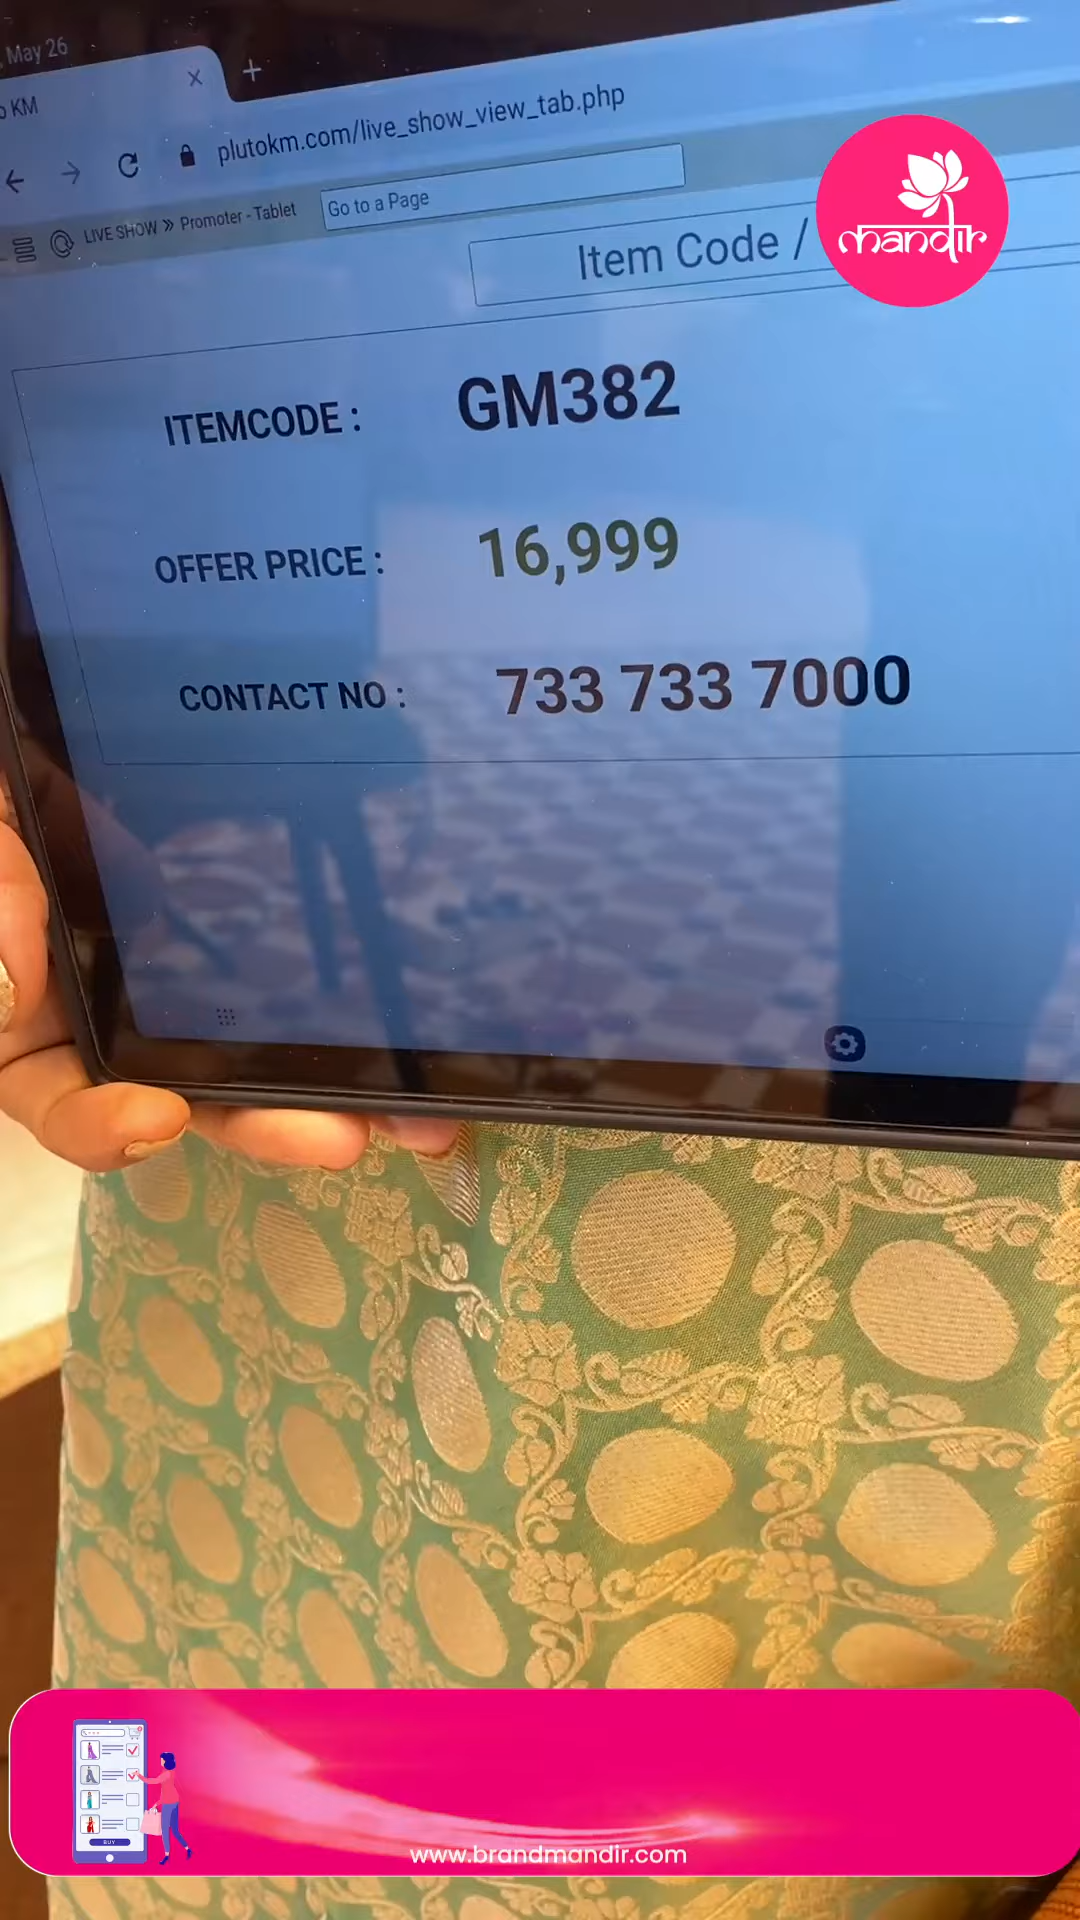 May 26
KM
plutokm.com/live_show_view_tab.php
LIVE SHOW » Promoter - Tablet
Go to a Page
Item Code /
mandir
ITEMCODE : GM382
OFFER PRICE : 16,999
CONTACT NO : 733 733 7000
BUY
www.brandmandir.com